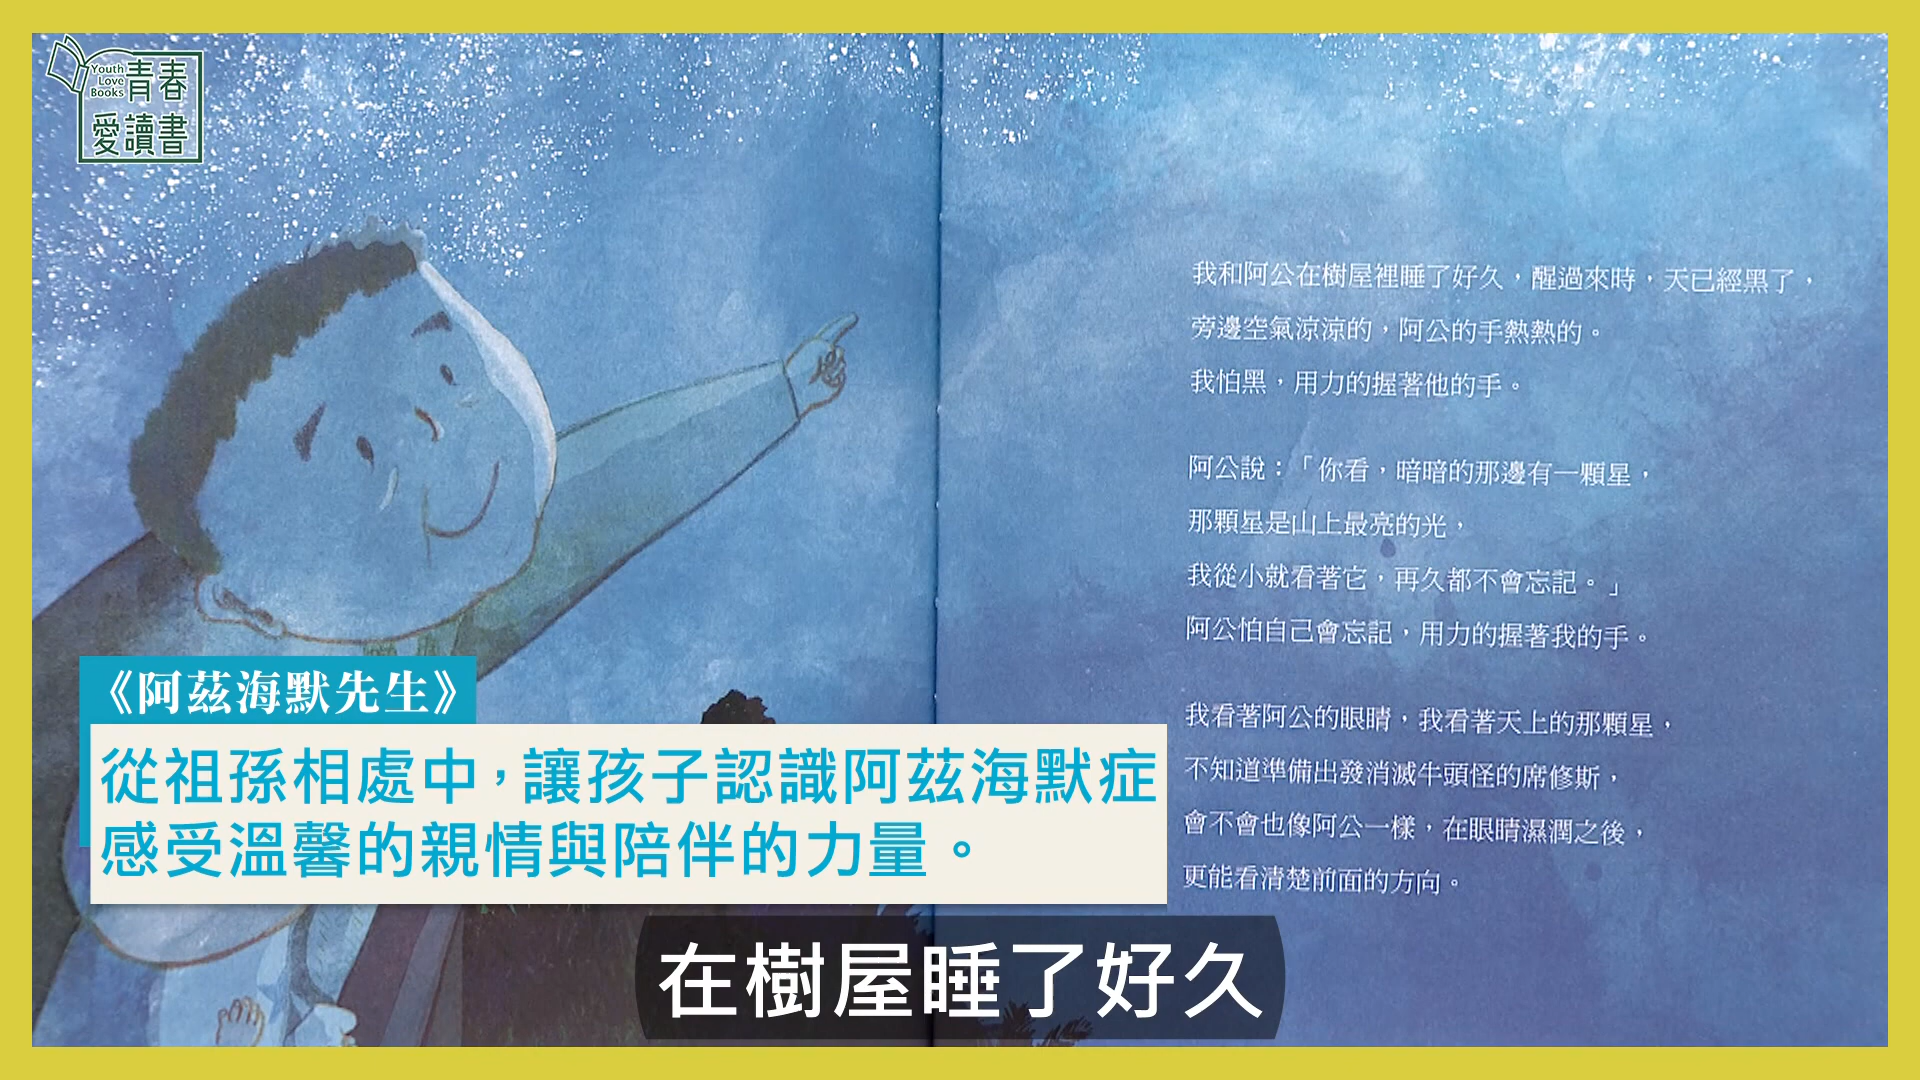 Youth
Love
Books
青春
愛讀書
我和阿公在樹屋裡睡了好久，醒過來時，天已經黑了，
旁邊空氣涼涼的，阿公的手熱熱的。
我怕黑，用力的握著他的手。
阿公說：「你看，暗暗的那邊有一顆星，
那顆星是山上最亮的光，
我從小就看著它，再久都不會忘記。」
阿公怕自己會忘記，用力的握著我的手。
我看著阿公的眼睛，我看著天上的那顆星，
不知道準備出發消滅牛頭怪的席修斯，
會不會也像阿公一樣，在眼睛濕潤之後，
更能看清楚前面的方向。
《阿茲海默先生》
從祖孫相處中，讓孩子認識阿茲海默症
感受溫馨的親情與陪伴的力量。
在樹屋睡了好久